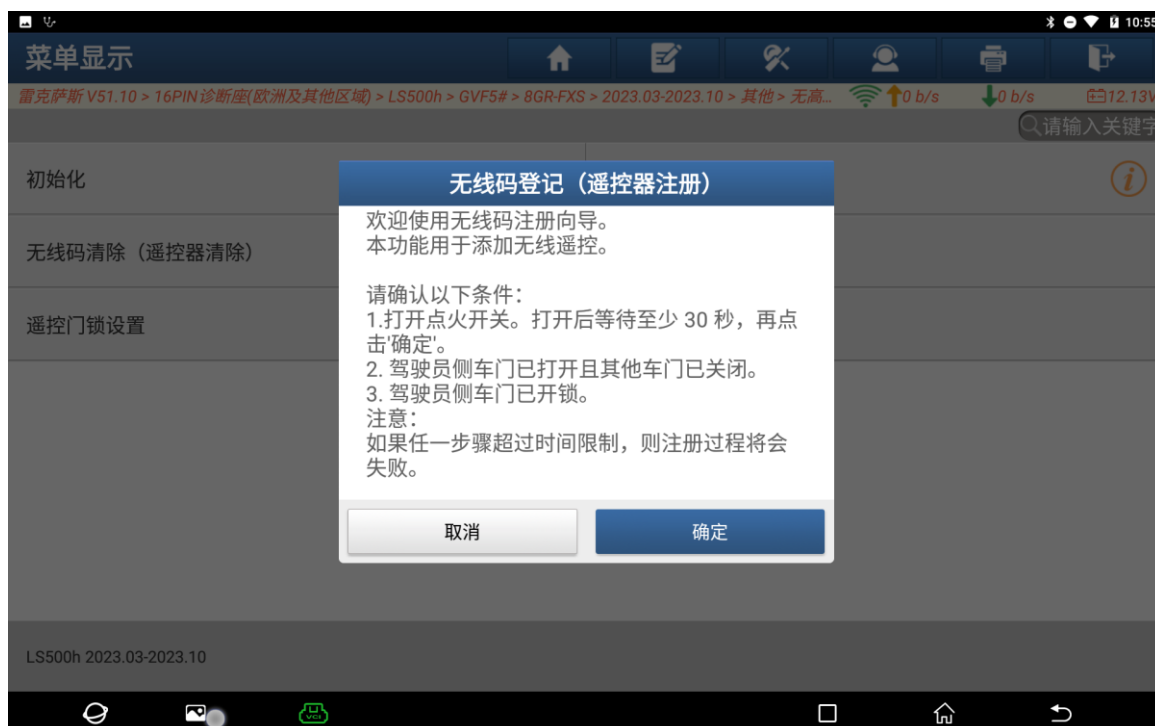 10:55
菜单显示
雷克萨斯 V51.10 > 16PIN诊断座(欧洲及其他区域) > LS500h > GVF5# > 8GR-FXS > 2023.03-2023.10 > 其他 > 无高...
0 b/s
0 b/s
12.13V
请输入关键字
初始化
无线码清除（遥控器清除）
遥控门锁设置
无线码登记（遥控器注册）
欢迎使用无线码注册向导。
本功能用于添加无线遥控。
请确认以下条件：
1.打开点火开关。打开后等待至少 30 秒，再点
击'确定'。
2. 驾驶员侧车门已打开且其他车门已关闭。
3. 驾驶员侧车门已开锁。
注意：
如果任一步骤超过时间限制，则注册过程将会
失败。
取消
确定
LS500h 2023.03-2023.10
VCI